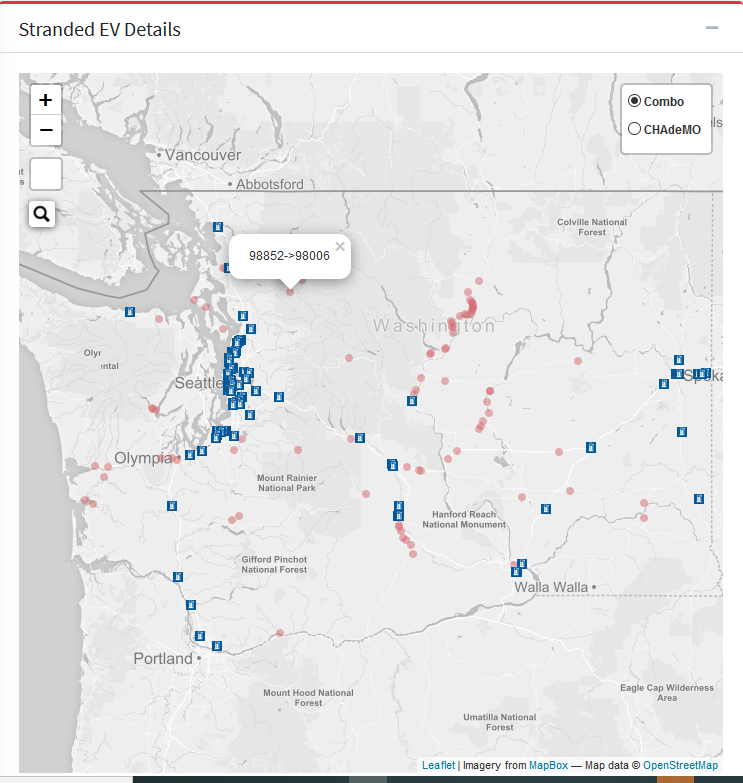 Stranded EV Details
+
−
Combo
CHAdeMO
Vancouver
Abbotsford
Colville National
Forest
98852->98006 ×
Washington
Olyr
ental
Seattle
Spoka
Olympia
Mount Rainier
National Park
Hanford Reach
National Monument
Gifford Pinchot
National Forest
Walla Walla
Portland
Mount Hood National
Forest
Eagle Cap Wilderness
Area
Umatilla National
Forest
Leaflet | Imagery from MapBox — Map data © OpenStreetMap